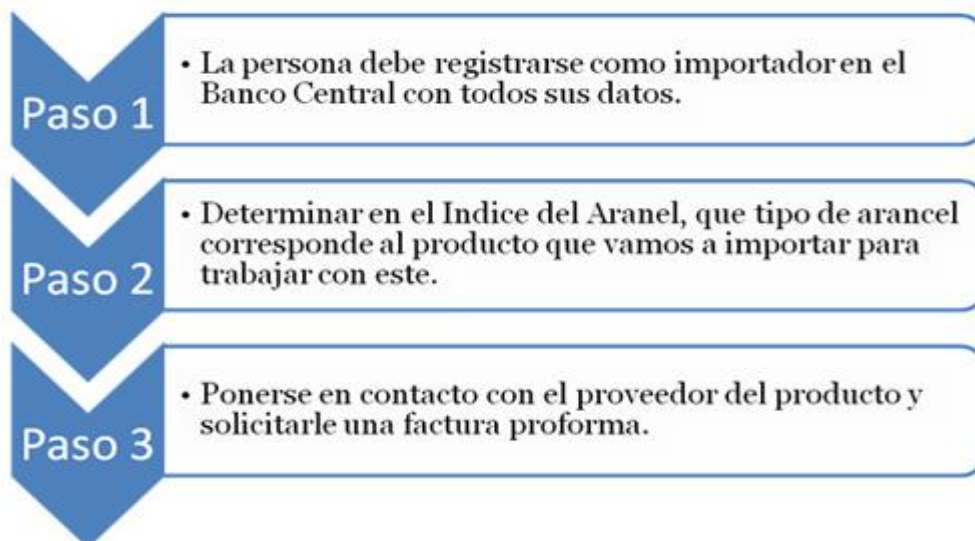 Paso 1
• La persona debe registrarse como importador en el
Banco Central con todos sus datos.
Paso 2
• Determinar en el Indice del Aranel, que tipo de arancel
corresponde al producto que vamos a importar para
trabajar con este.
Paso 3
• Ponerse en contacto con el proveedor del producto y
solicitarle una factura proforma.